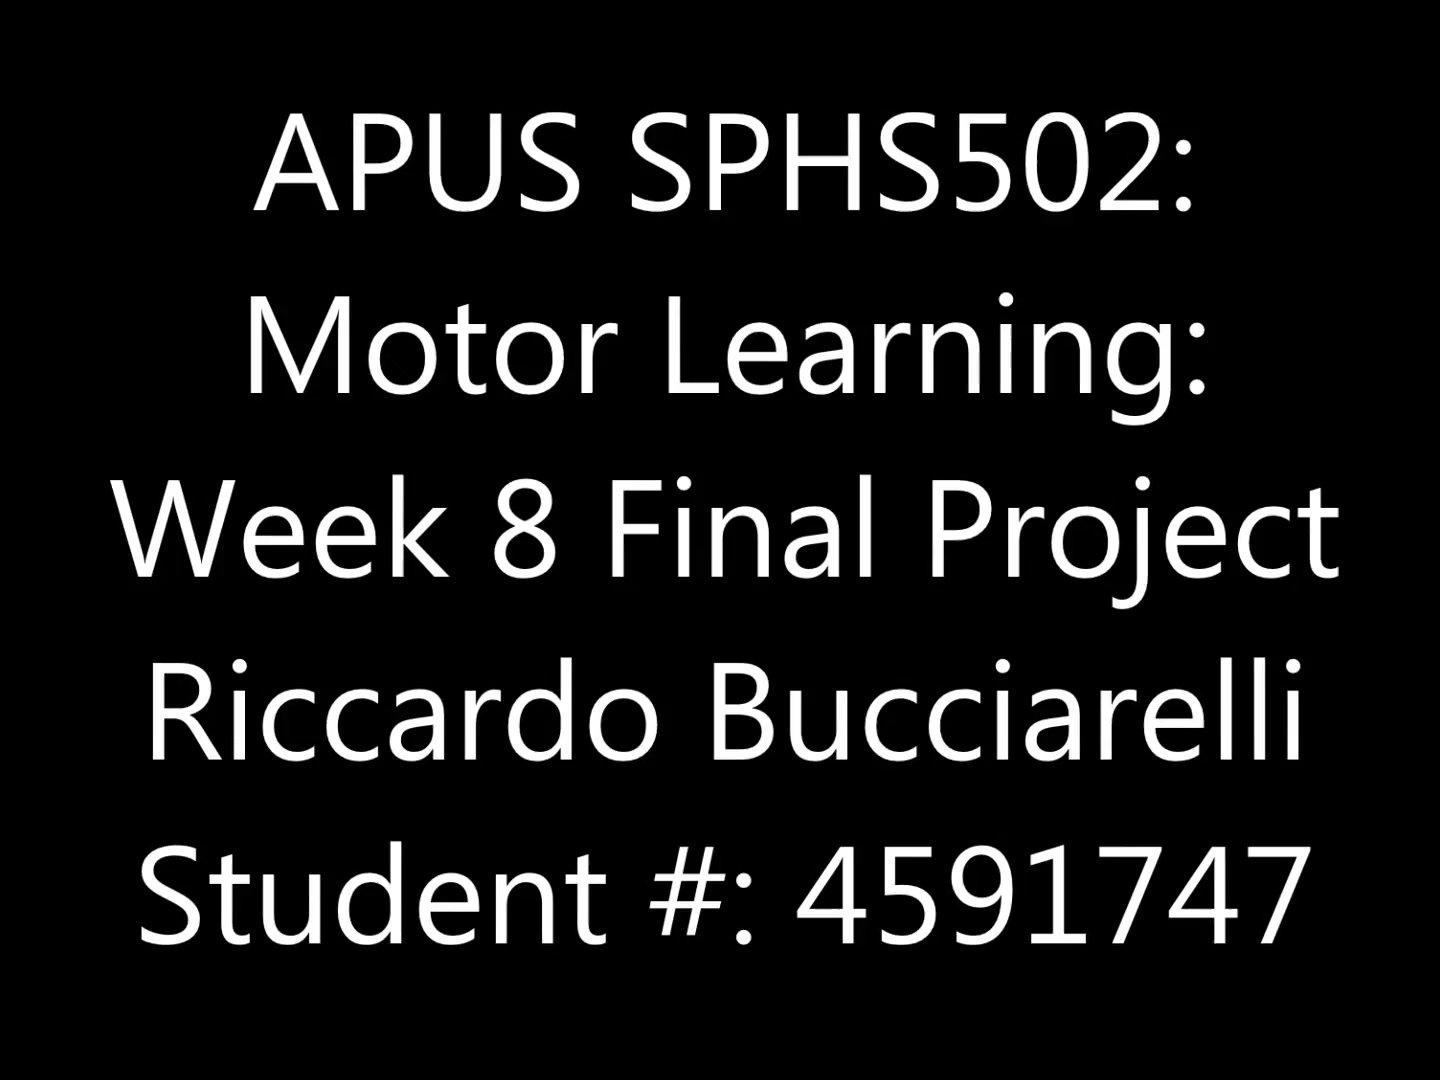 APUS SPHS502:
Motor Learning:
Week 8 Final Project
Riccardo Bucciarelli
Student #: 4591747